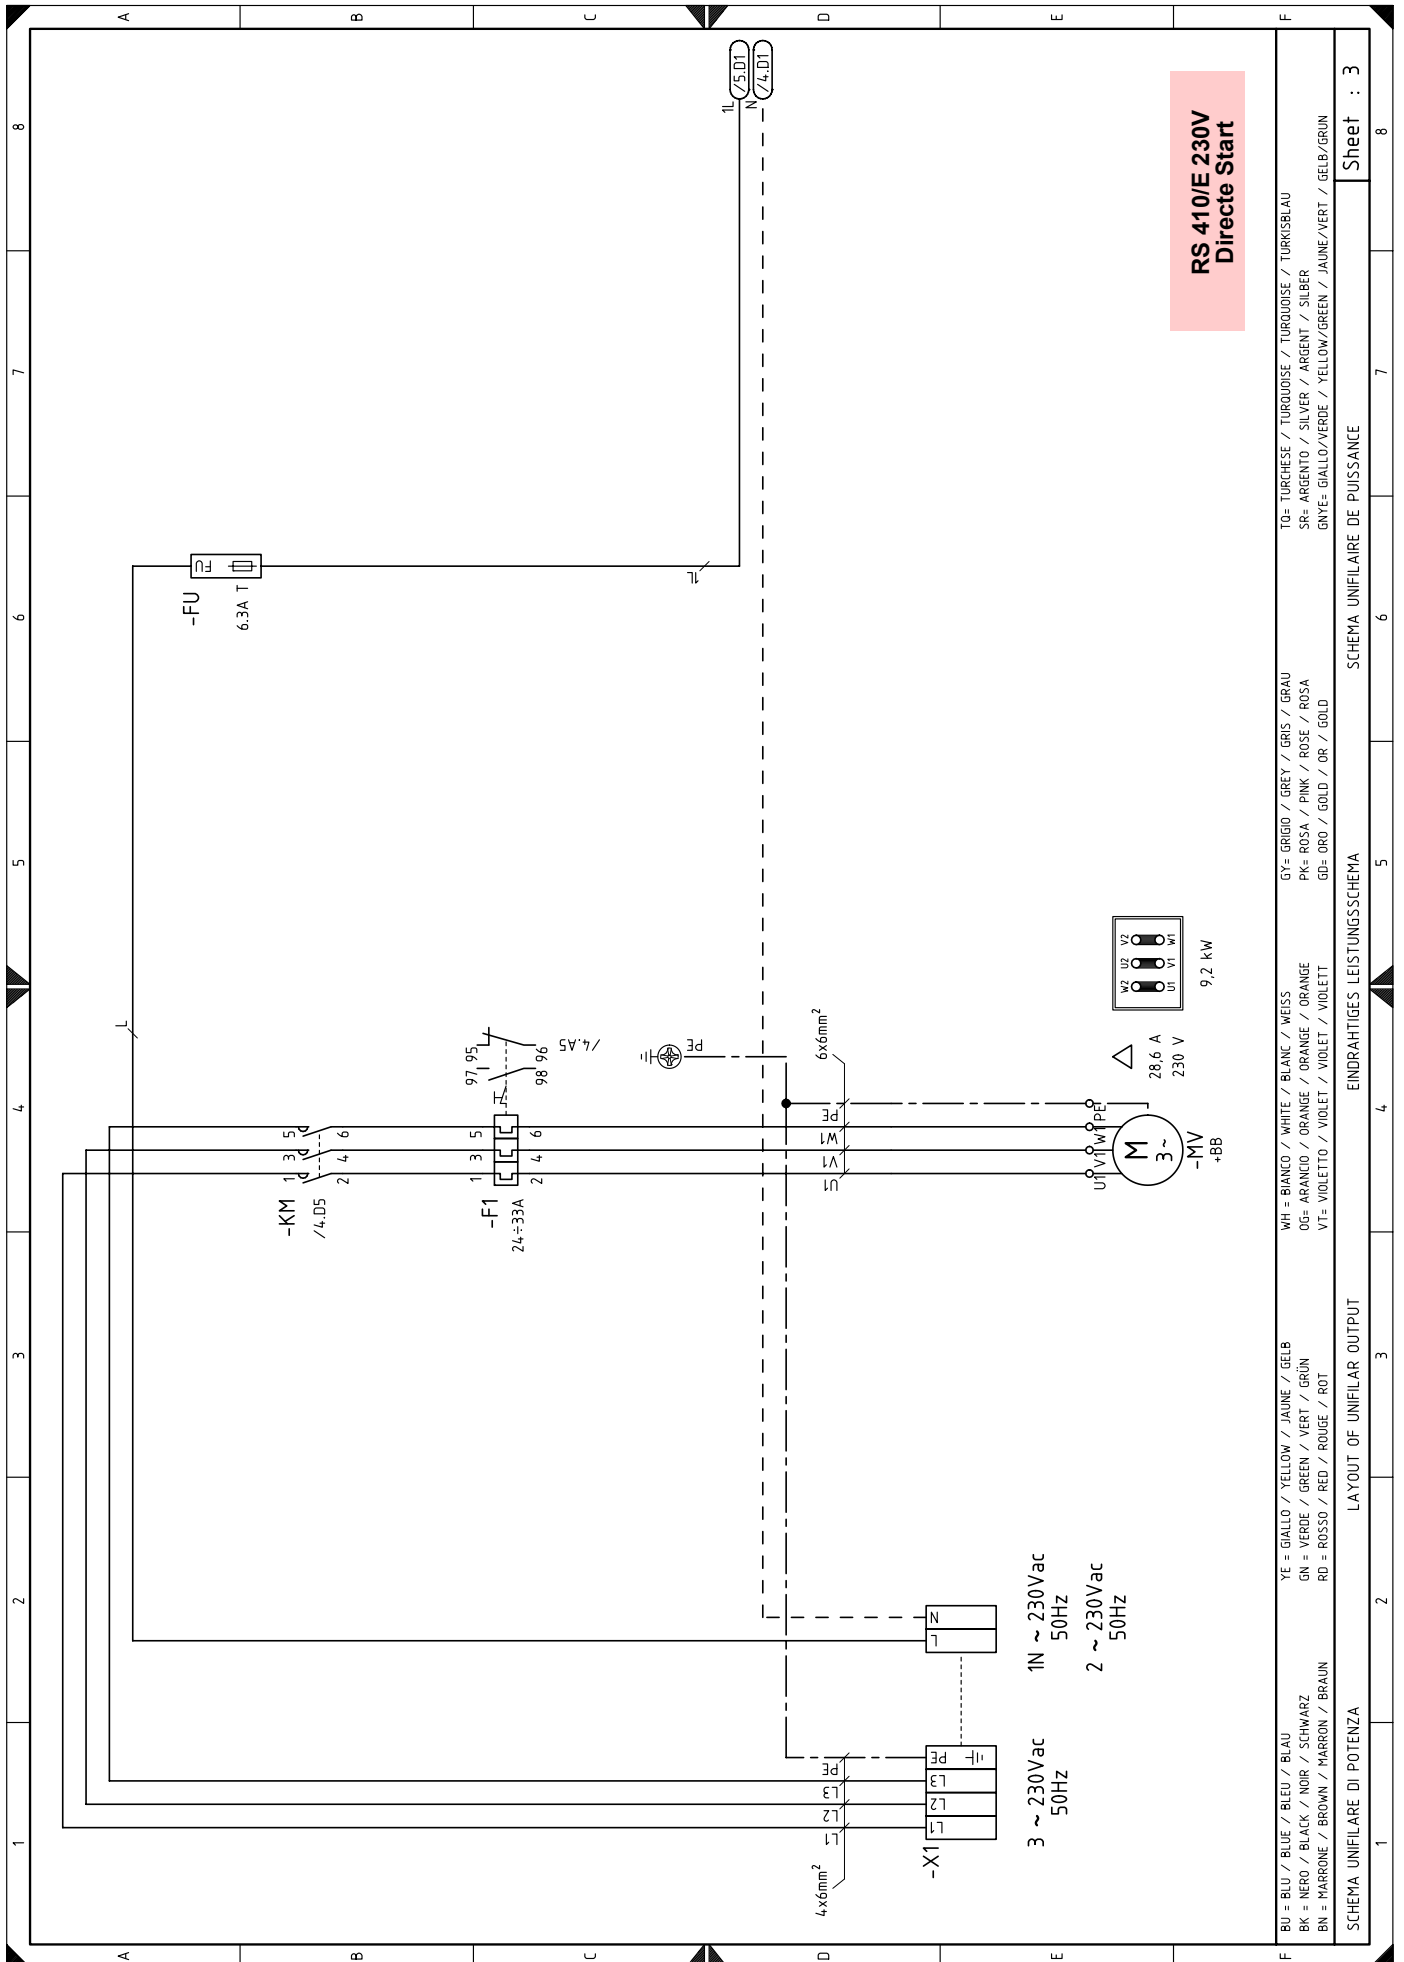 1 2 3 4 5 6 7 8
A
B
C
D
E
F
L
-FU
FU
6.3A T
1L
1L
/5.D1
N
/4.D1
-KM
/4.D5
1 3 5
2 4 6
-F1
24÷33A
1 3 5
2 4 6
97 95
98 96
/4.A5
PE
4x6mm²
L1 L2 L3 PE
-X1
L1 L2 L3 PE
L N
3 ~ 230Vac
50Hz
1N ~ 230Vac
50Hz
2 ~ 230Vac
50Hz
6x6mm²
U1 V1 W1 PE
U1 V1 W1 PE
M
3~
-MV
+BB
28,6 A
230 V
W2 U2 V2
U1 V1 W1
9,2 kW
RS 410/E 230V
Directe Start
BU = BLU / BLUE / BLEU / BLAU
BK = NERO / BLACK / NOIR / SCHWARZ
BN = MARRONE / BROWN / MARRON / BRAUN
YE = GIALLO / YELLOW / JAUNE / GELB
GN = VERDE / GREEN / VERT / GRÜN
RD = ROSSO / RED / ROUGE / ROT
WH = BIANCO / WHITE / BLANC / WEISS
OG= ARANCIO / ORANGE / ORANGE / ORANGE
VT= VIOLETTO / VIOLET / VIOLET / VIOLETT
GY= GRIGIO / GREY / GRIS / GRAU
PK= ROSA / PINK / ROSE / ROSA
GD= ORO / GOLD / OR / GOLD
TQ= TURCHESE / TURQUOISE / TURQUOISE / TURKISBLAU
SR= ARGENTO / SILVER / ARGENT / SILBER
GNYE= GIALLO/VERDE / YELLOW/GREEN / JAUNE/VERT / GELB/GRUN
SCHEMA UNIFILARE DI POTENZA LAYOUT OF UNIFILAR OUTPUT EINDRAHTIGES LEISTUNGSSCHEMA SCHEMA UNIFILAIRE DE PUISSANCE Sheet : 3
1 2 3 4 5 6 7 8
A
B
C
D
E
F